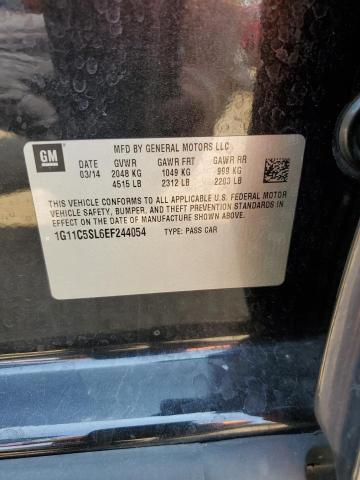 GM
MFD BY GENERAL MOTORS LLC
DATE GVWR GAWR FRT GAWR RR
03/14 2048 KG 1049 KG 999 KG
4515 LB 2312 LB 2203 LB
THIS VEHICLE CONFORMS TO ALL APPLICABLE U.S. FEDERAL MOTOR
VEHICLE SAFETY, BUMPER, AND THEFT PREVENTION STANDARDS IN
EFFECT ON THE DATE OF MANUFACTURE SHOWN ABOVE.
1G11C5SL6EF244054 TYPE: PASS CAR